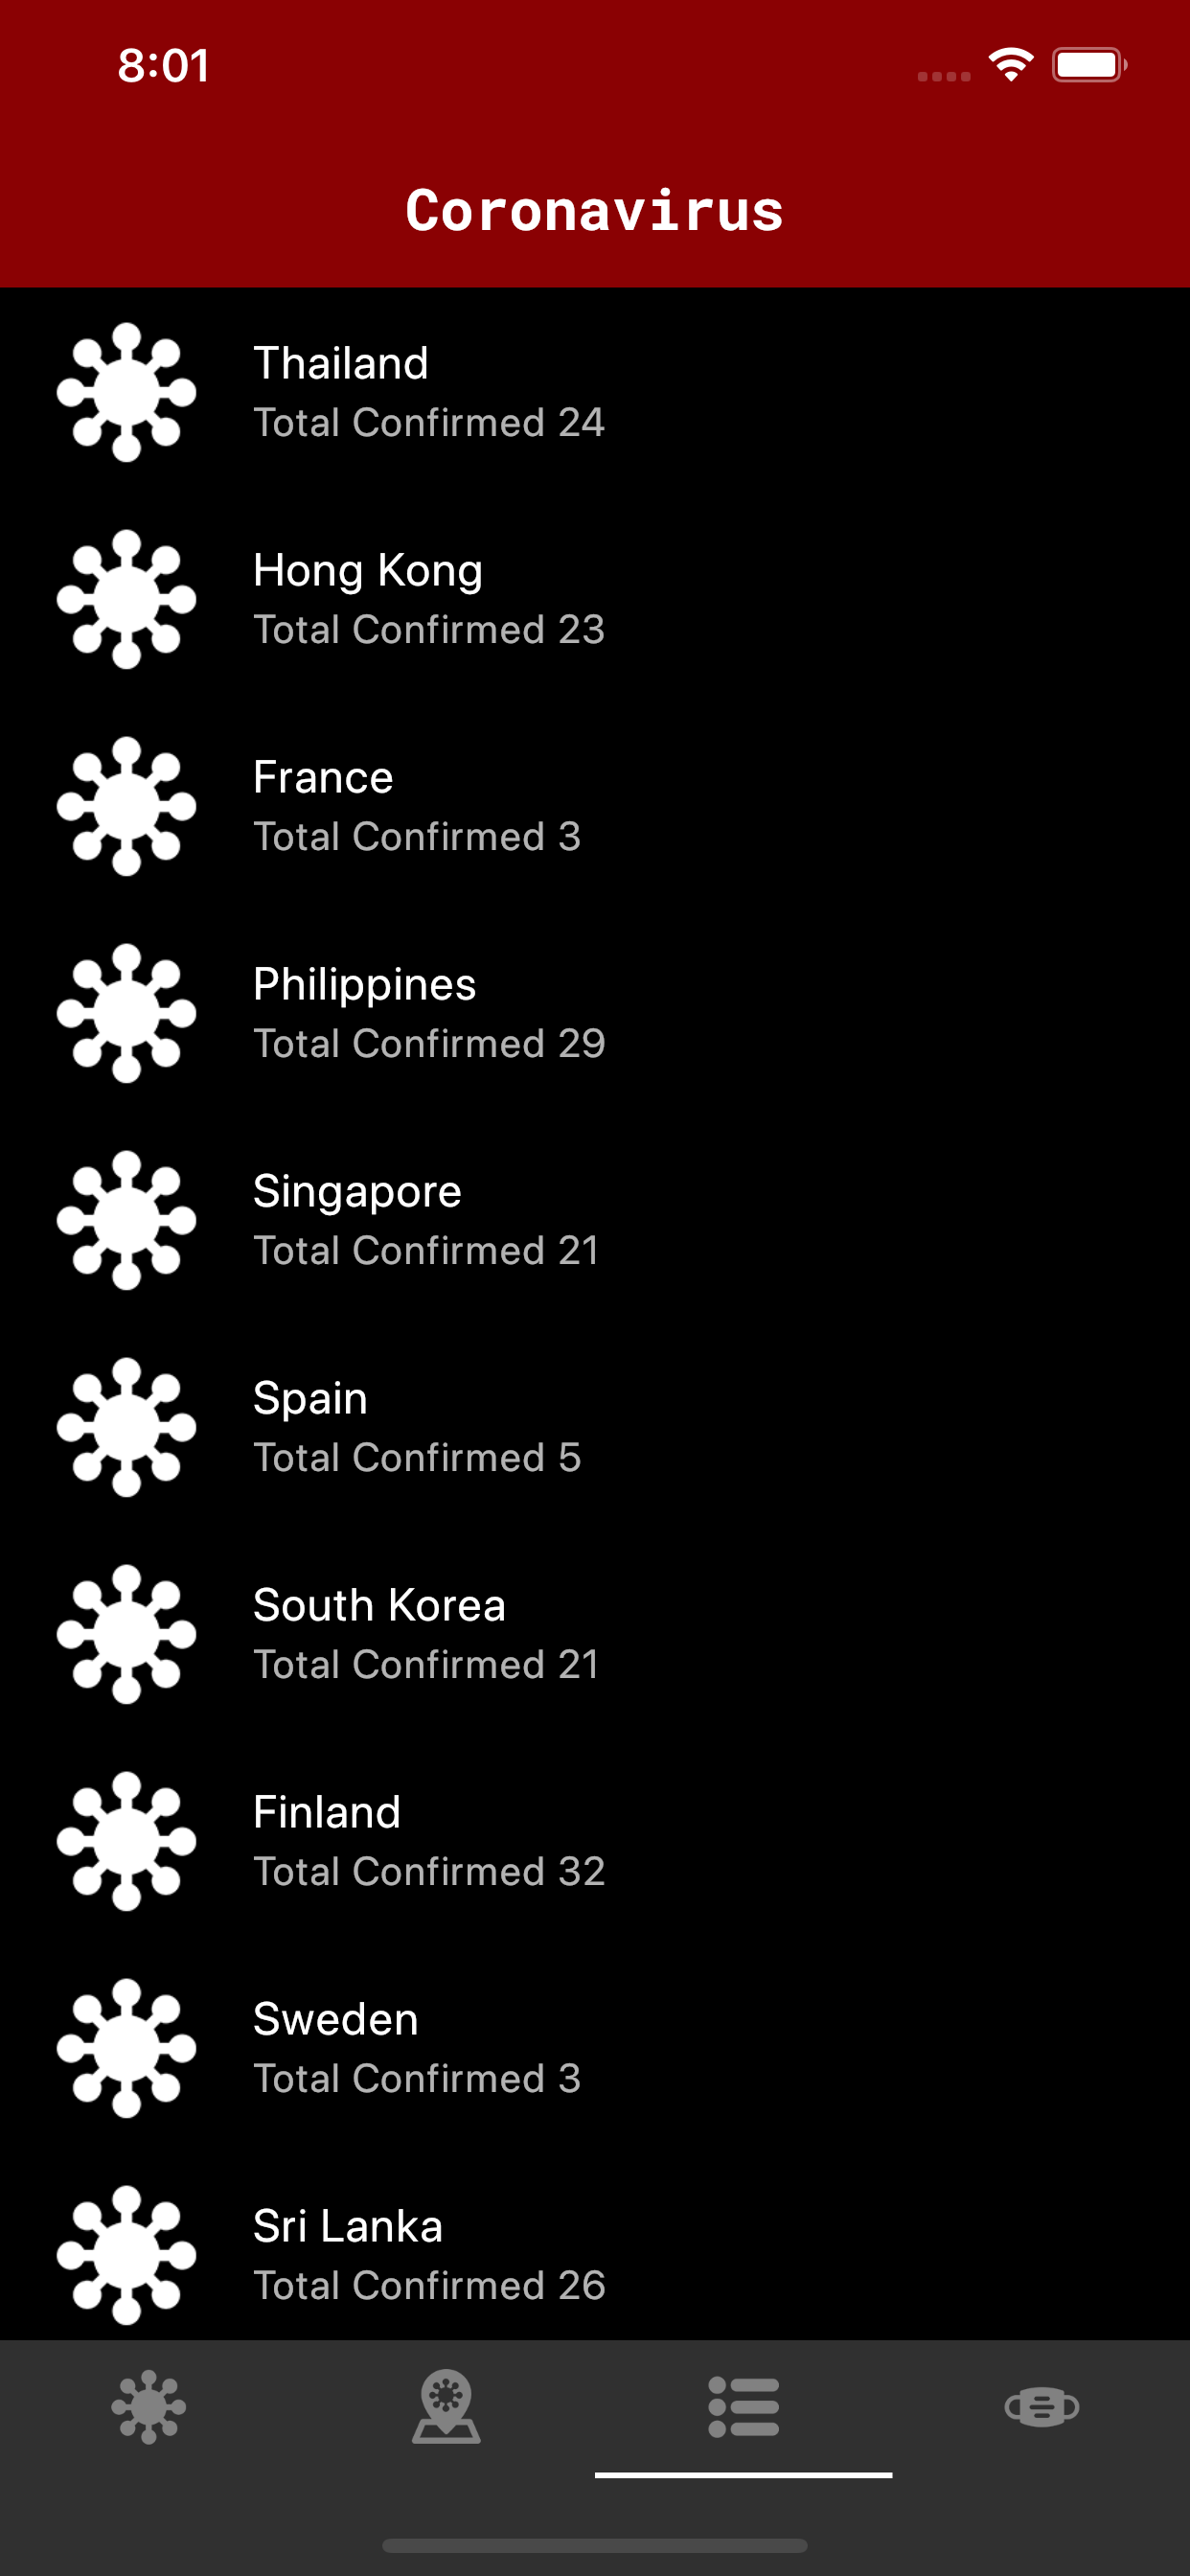 8:01
Coronavirus
Thailand
Total Confirmed 24
Hong Kong
Total Confirmed 23
France
Total Confirmed 3
Philippines
Total Confirmed 29
Singapore
Total Confirmed 21
Spain
Total Confirmed 5
South Korea
Total Confirmed 21
Finland
Total Confirmed 32
Sweden
Total Confirmed 3
Sri Lanka
Total Confirmed 26